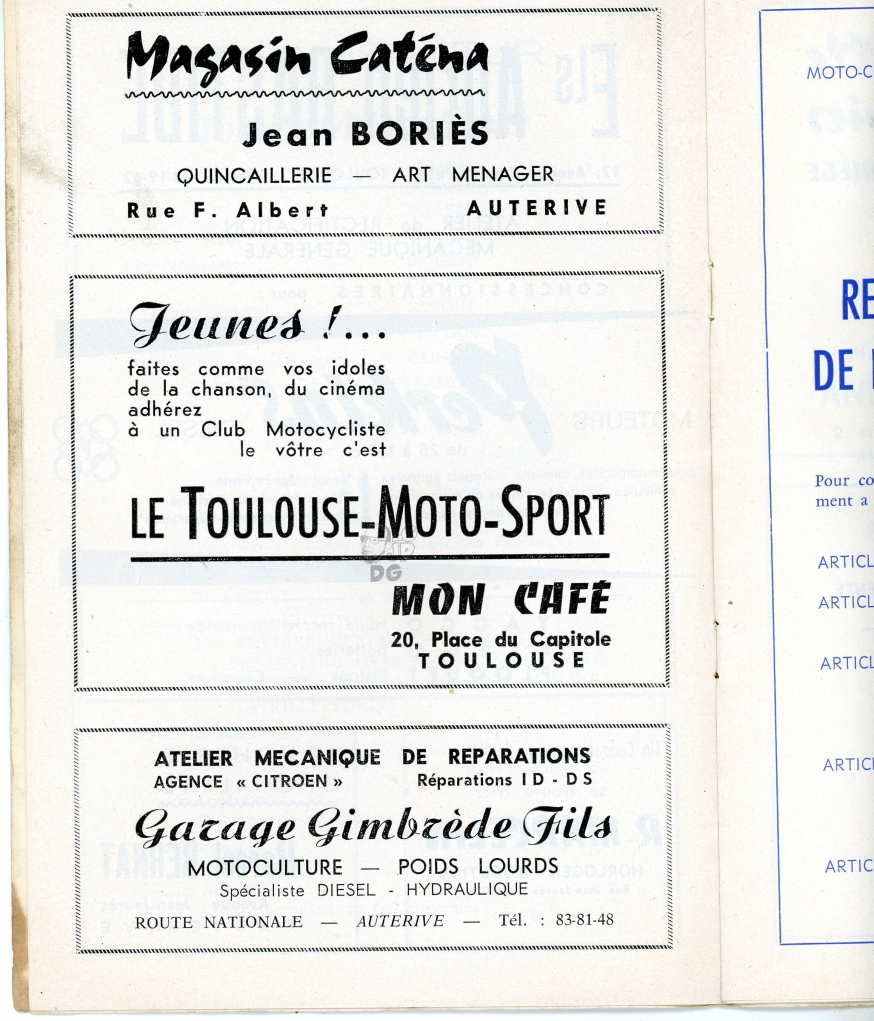 Magasin Caténa
Jean BORIÈS
QUINCAILLERIE — ART MENAGER
Rue F. Albert AUTERIVE
Jeunes !...
faites comme vos idoles
de la chanson, du cinéma
adhérez
à un Club Motocycliste
le vôtre c'est
LE TOULOUSE-MOTO-SPORT
DG
MON CAFÉ
20, Place du Capitole
TOULOUSE
ATELIER MECANIQUE DE REPARATIONS
AGENCE « CITROEN » Réparations ID - DS
Garage Gimbrède Fils
MOTOCULTURE — POIDS LOURDS
Spécialiste DIESEL - HYDRAULIQUE
ROUTE NATIONALE — AUTERIVE — Tél. : 83-81-48
MOTO-C
RE
DE
Pour co
ment a
ARTICL
ARTICL
ARTICL
ARTICL
ARTIC